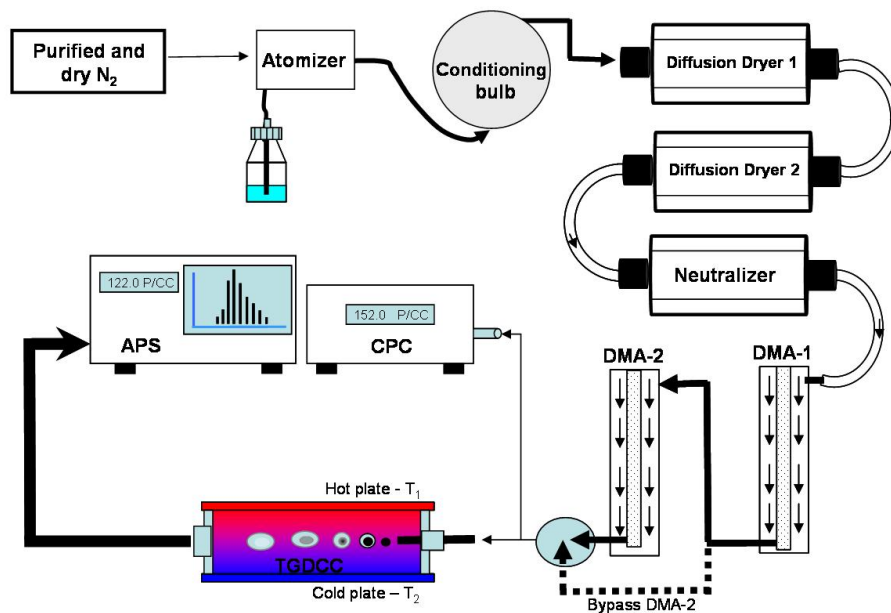 Purified and
dry N₂
Atomizer
Conditioning
bulb
Diffusion Dryer 1
Diffusion Dryer 2
Neutralizer
122.0 P/CC
APS
152.0 P/CC
CPC
DMA-2
DMA-1
Hot plate - T₁
TGDCC
Cold plate – T₂
Bypass DMA-2